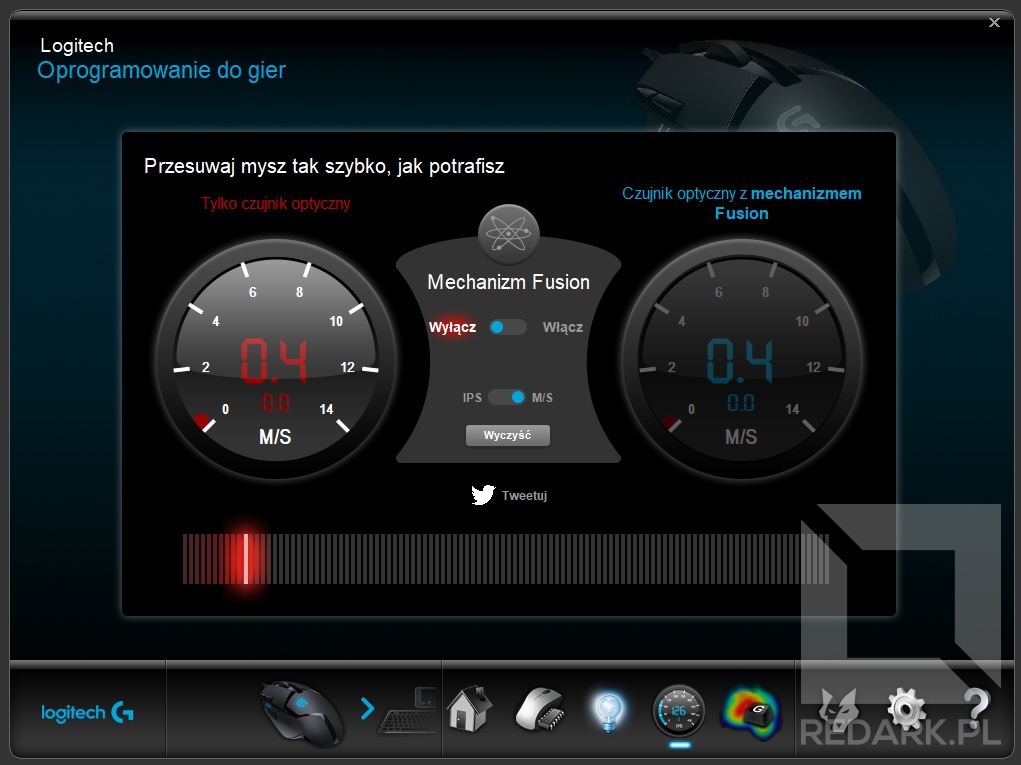 Logitech
Oprogramowanie do gier
Przesuwaj mysz tak szybko, jak potrafisz
Tylko czujnik optyczny
Czujnik optyczny z mechanizmem
Fusion
0
2
4
6
8
10
12
14
0.4
0.0
M/S
Mechanizm Fusion
Wyłącz Włącz
IPS M/S
Wyczyść
0
2
4
6
8
10
12
14
0.4
0.0
M/S
Tweetuj
logitech G
126
IPS
G
?
REDARK.PL